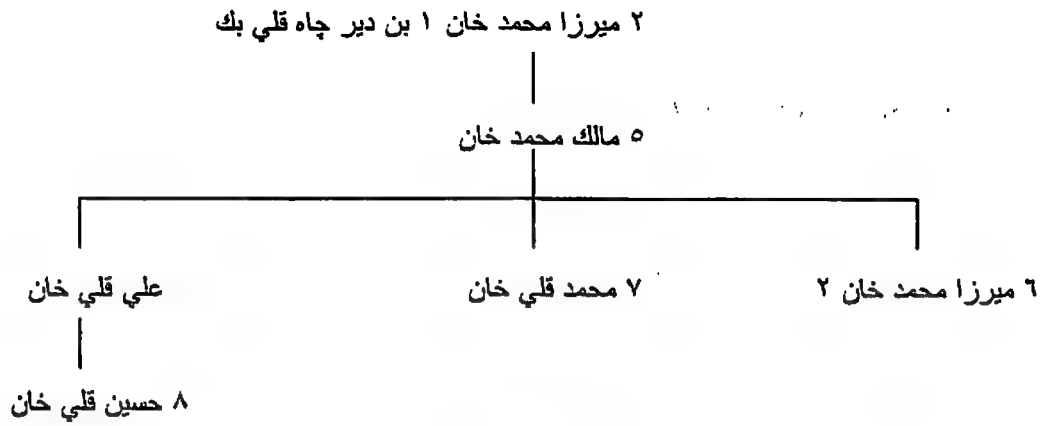 ٢ ميرزا محمد خان ١ بن دير چاه قلي بك
٥ مالك محمد خان
٦ ميرزا محمد خان ٢
٧ محمد قلي خان
علي قلي خان
٨ حسين قلي خان